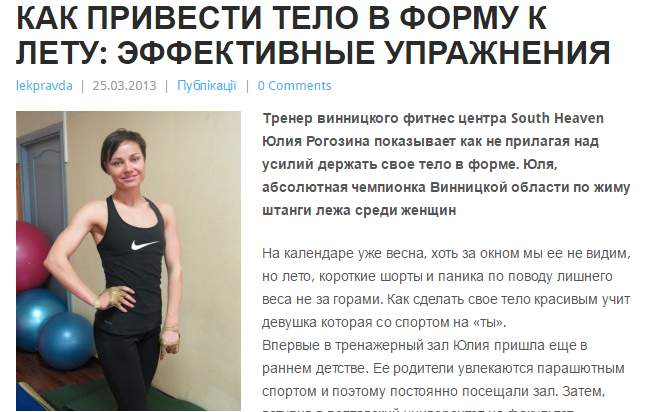 КАК ПРИВЕСТИ ТЕЛО В ФОРМУ К
ЛЕТУ: ЭФФЕКТИВНЫЕ УПРАЖНЕНИЯ
lekpravda | 25.03.2013 | Публікації | 0 Comments
Тренер винницкого фитнес центра South Heaven
Юлия Рогозина показывает как не прилагая над
усилий держать свое тело в форме. Юля,
абсолютная чемпионка Винницкой области по жиму
штанги лежа среди женщин
На календаре уже весна, хоть за окном мы ее не видим,
но лето, короткие шорты и паника по поводу лишнего
веса не за горами. Как сделать свое тело красивым учит
девушка которая со спортом на «ты».
Впервые в тренажерный зал Юлия пришла еще в
раннем детстве. Ее родители увлекаются парашютным
спортом и поэтому постоянно посещали зал. Затем,